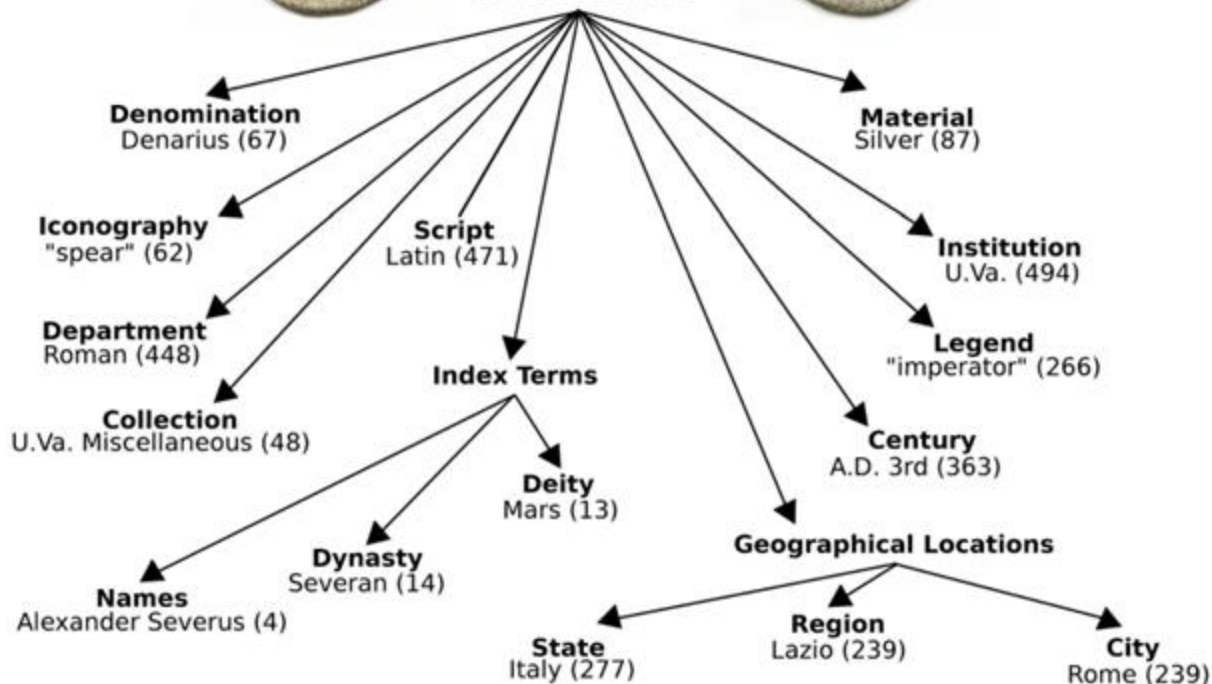 Denomination
Denarius (67)
Material
Silver (87)
Iconography
"spear" (62)
Script
Latin (471)
Institution
U.Va. (494)
Department
Roman (448)
Legend
"imperator" (266)
Index Terms
Collection
U.Va. Miscellaneous (48)
Century
A.D. 3rd (363)
Deity
Mars (13)
Geographical Locations
Dynasty
Severan (14)
Names
Alexander Severus (4)
State
Italy (277)
Region
Lazio (239)
City
Rome (239)